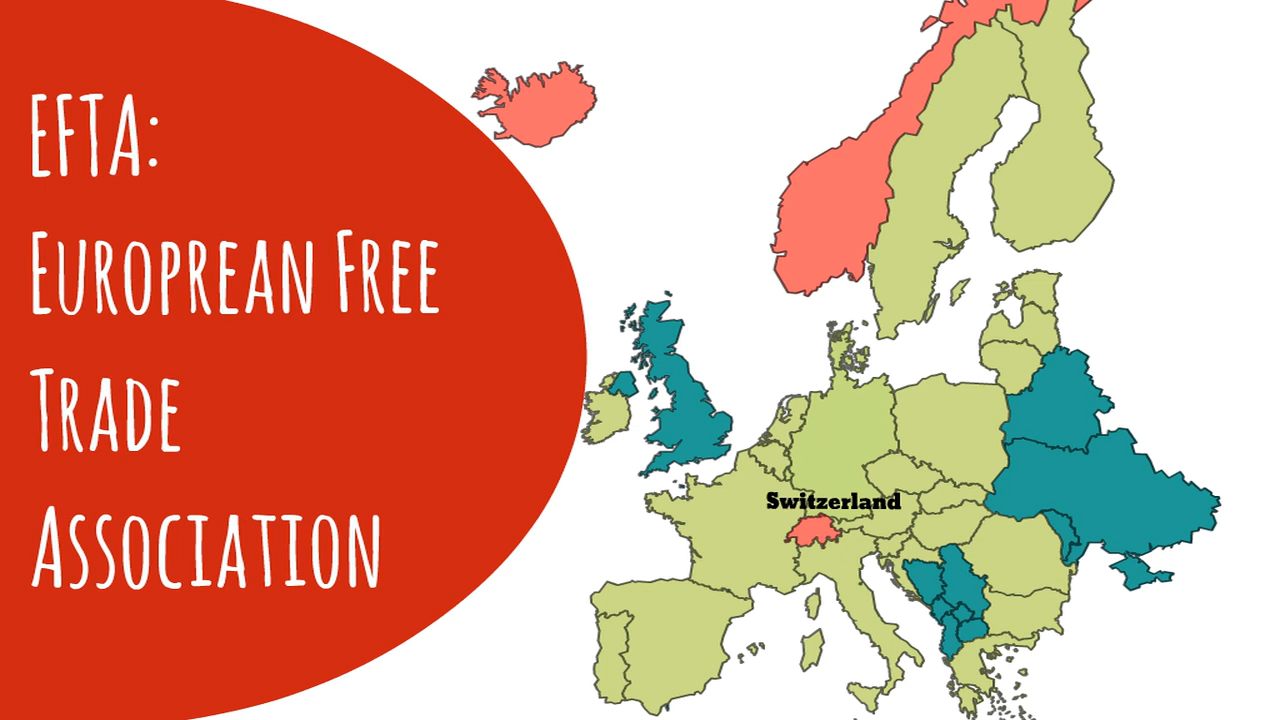 EFTA:
Europrean Free
Trade
Association
Switzerland